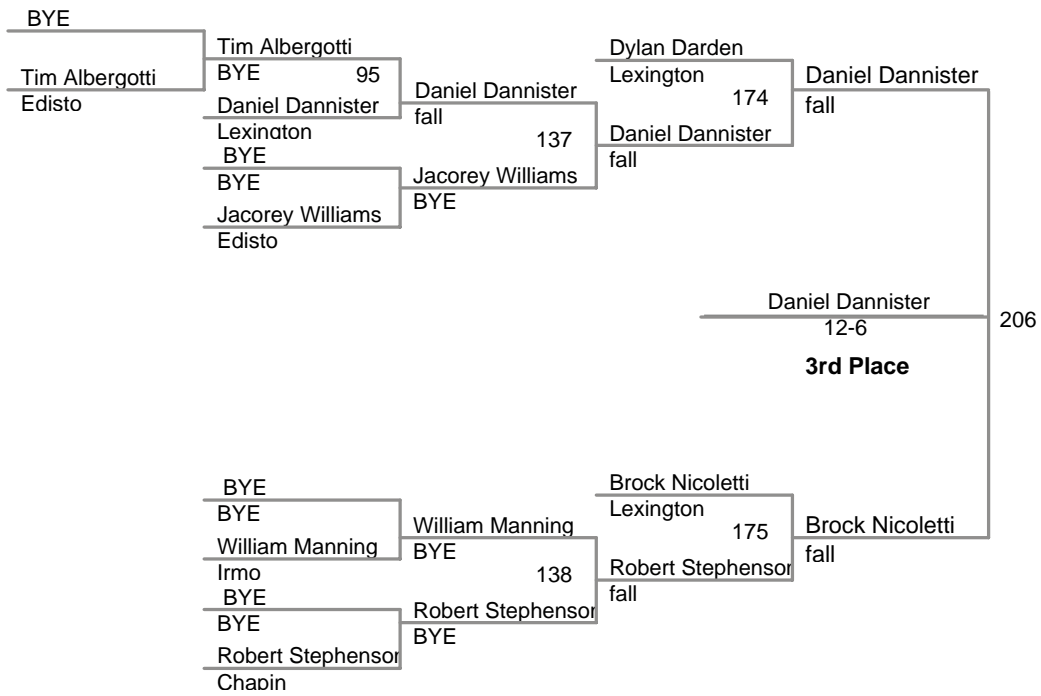 BYE
Tim Albergotti
Edisto
Tim Albergotti
BYE
95
Daniel Dannister
Lexington
BYE
BYE
Jacorey Williams
Edisto
Daniel Dannister
fall
137
Jacorey Williams
BYE
Dylan Darden
Lexington
174
Daniel Dannister
fall
Daniel Dannister
fall
Daniel Dannister
12-6
3rd Place
206
BYE
BYE
William Manning
Irmo
BYE
BYE
Robert Stephenson
Chapin
William Manning
BYE
138
Robert Stephenson
BYE
Brock Nicoletti
Lexington
175
Robert Stephenson
fall
Brock Nicoletti
fall